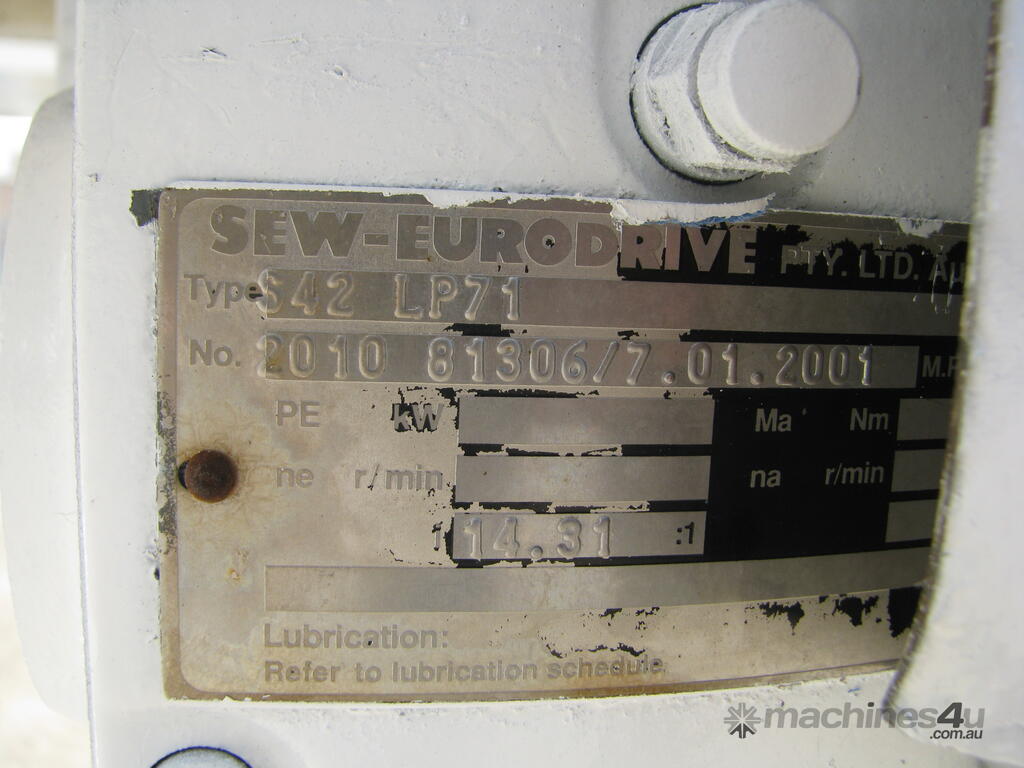 SEW-EURODRIVE PTY. LTD. Au
Type S42 LP71
No. 2010 81306/7.01.2001 M.P
PE kW Ma Nm
ne r/min na r/min
i 14.31 :1
Lubrication:
Refer to lubrication schedule
machines4u
.com.au